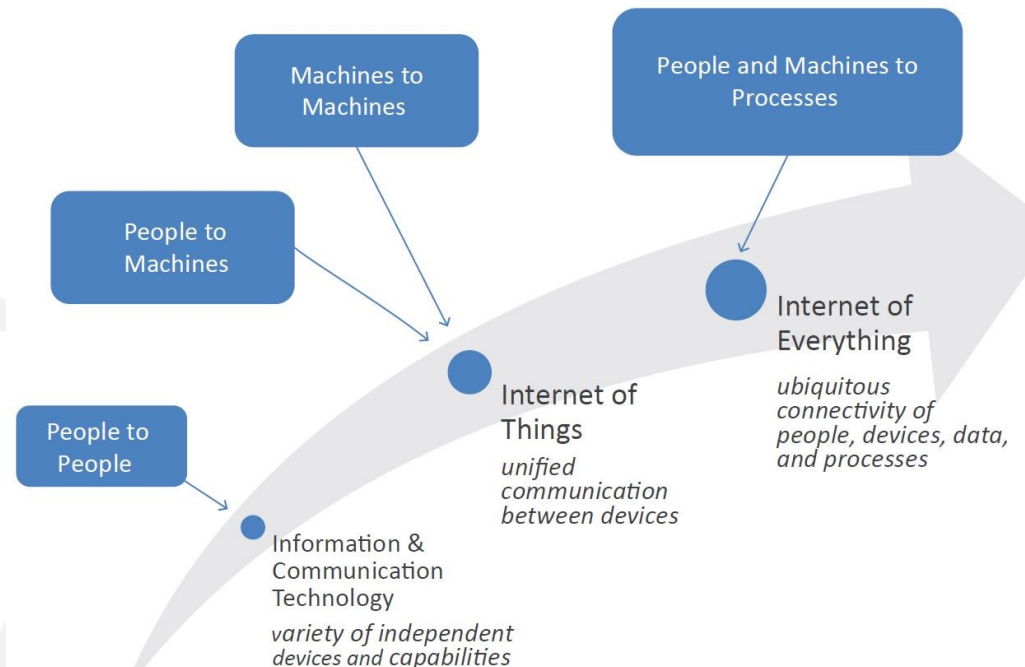 People and Machines to
Processes
Machines to
Machines
People to
Machines
People to
People
Internet of
Everything
ubiquitous
connectivity of
people, devices, data,
and processes
Internet of
Things
unified
communication
between devices
Information &
Communication
Technology
variety of independent
devices and capabilities